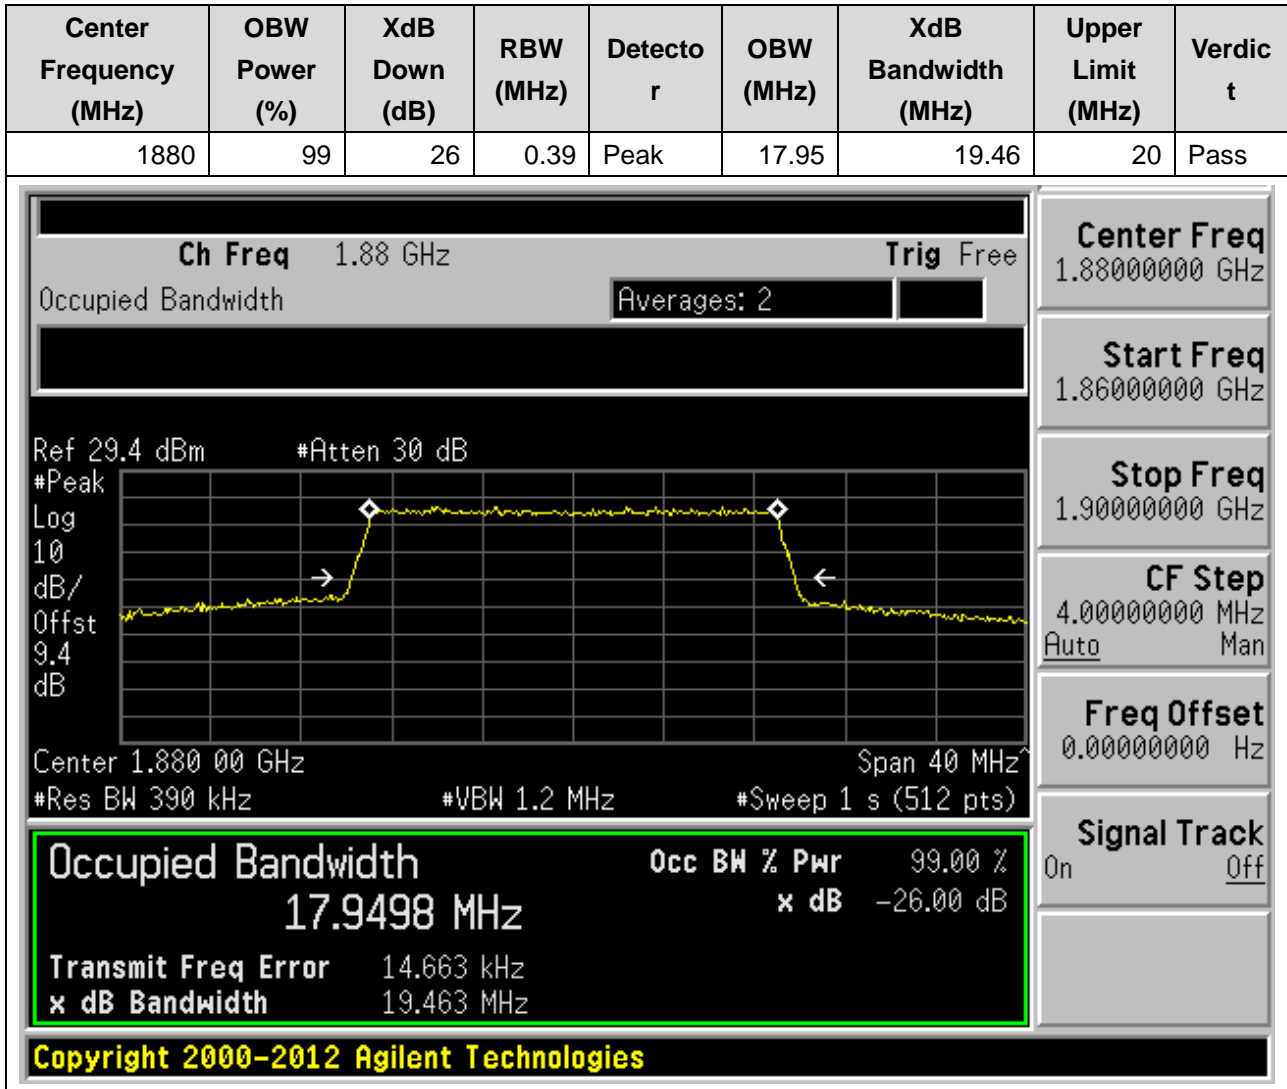 Center Frequency (MHz) OBW Power (%) XdB Down (dB) RBW (MHz) Detecto r OBW (MHz) XdB Bandwidth (MHz) Upper Limit (MHz) Verdic t
1880 99 26 0.39 Peak 17.95 19.46 20 Pass
Ch Freq 1.88 GHz Trig Free
Occupied Bandwidth Averages: 2
Ref 29.4 dBm #Atten 30 dB
#Peak
Log
10
dB/
Offst
9.4
dB
Center 1.880 00 GHz Span 40 MHz^
#Res BW 390 kHz #VBW 1.2 MHz #Sweep 1 s (512 pts)
Occupied Bandwidth Occ BW % Pwr 99.00 %
17.9498 MHz x dB -26.00 dB
Transmit Freq Error 14.663 kHz
x dB Bandwidth 19.463 MHz
Copyright 2000-2012 Agilent Technologies
Center Freq
1.88000000 GHz
Start Freq
1.86000000 GHz
Stop Freq
1.90000000 GHz
CF Step
4.00000000 MHz
Auto Man
Freq Offset
0.00000000 Hz
Signal Track
On Off